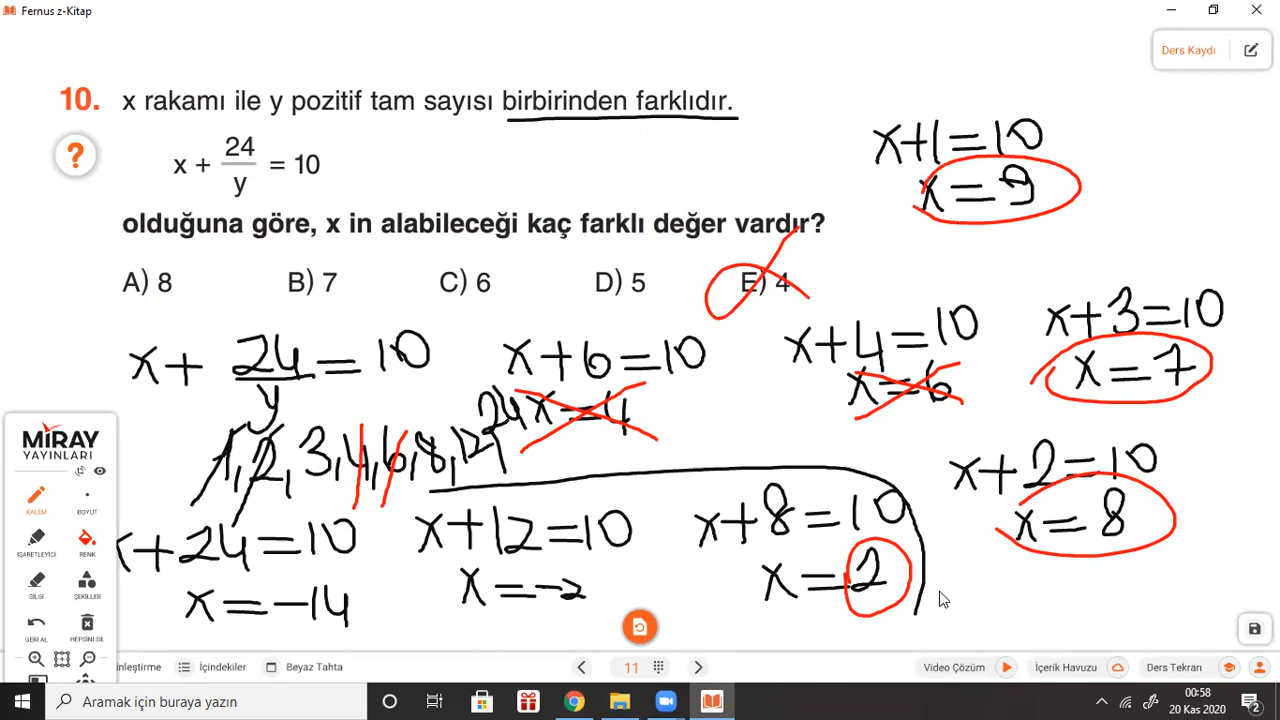 Fernus z-Kitap
Ders Kaydı
10. x rakamı ile y pozitif tam sayısı birbirinden farklıdır.
?
x + 24/y = 10
olduğuna göre, x in alabileceği kaç farklı değer vardır?
A) 8 B) 7 C) 6 D) 5 E) 4
x+1=10
x=9
x+24/y=10
x+6=10
x=4
x+4=10
x=6
x+3=10
x=7
1,2,3,4,6,8,12,24
x+2=10
x=8
x+24=10
x=-14
x+12=10
x=-2
x+8=10
x=2
MİRAY
YAYINLARI
KALEM
BOYUT
İŞARETLEYİCİ
RENK
SİLGİ
ŞEKİLLER
GERİ AL
HEPSİNİ SİL
inleştirme
İçindekiler
Beyaz Tahta
11
Video Çözüm
İçerik Havuzu
Ders Tekrarı
Aramak için buraya yazın
00:58
20 Kas 2020
2